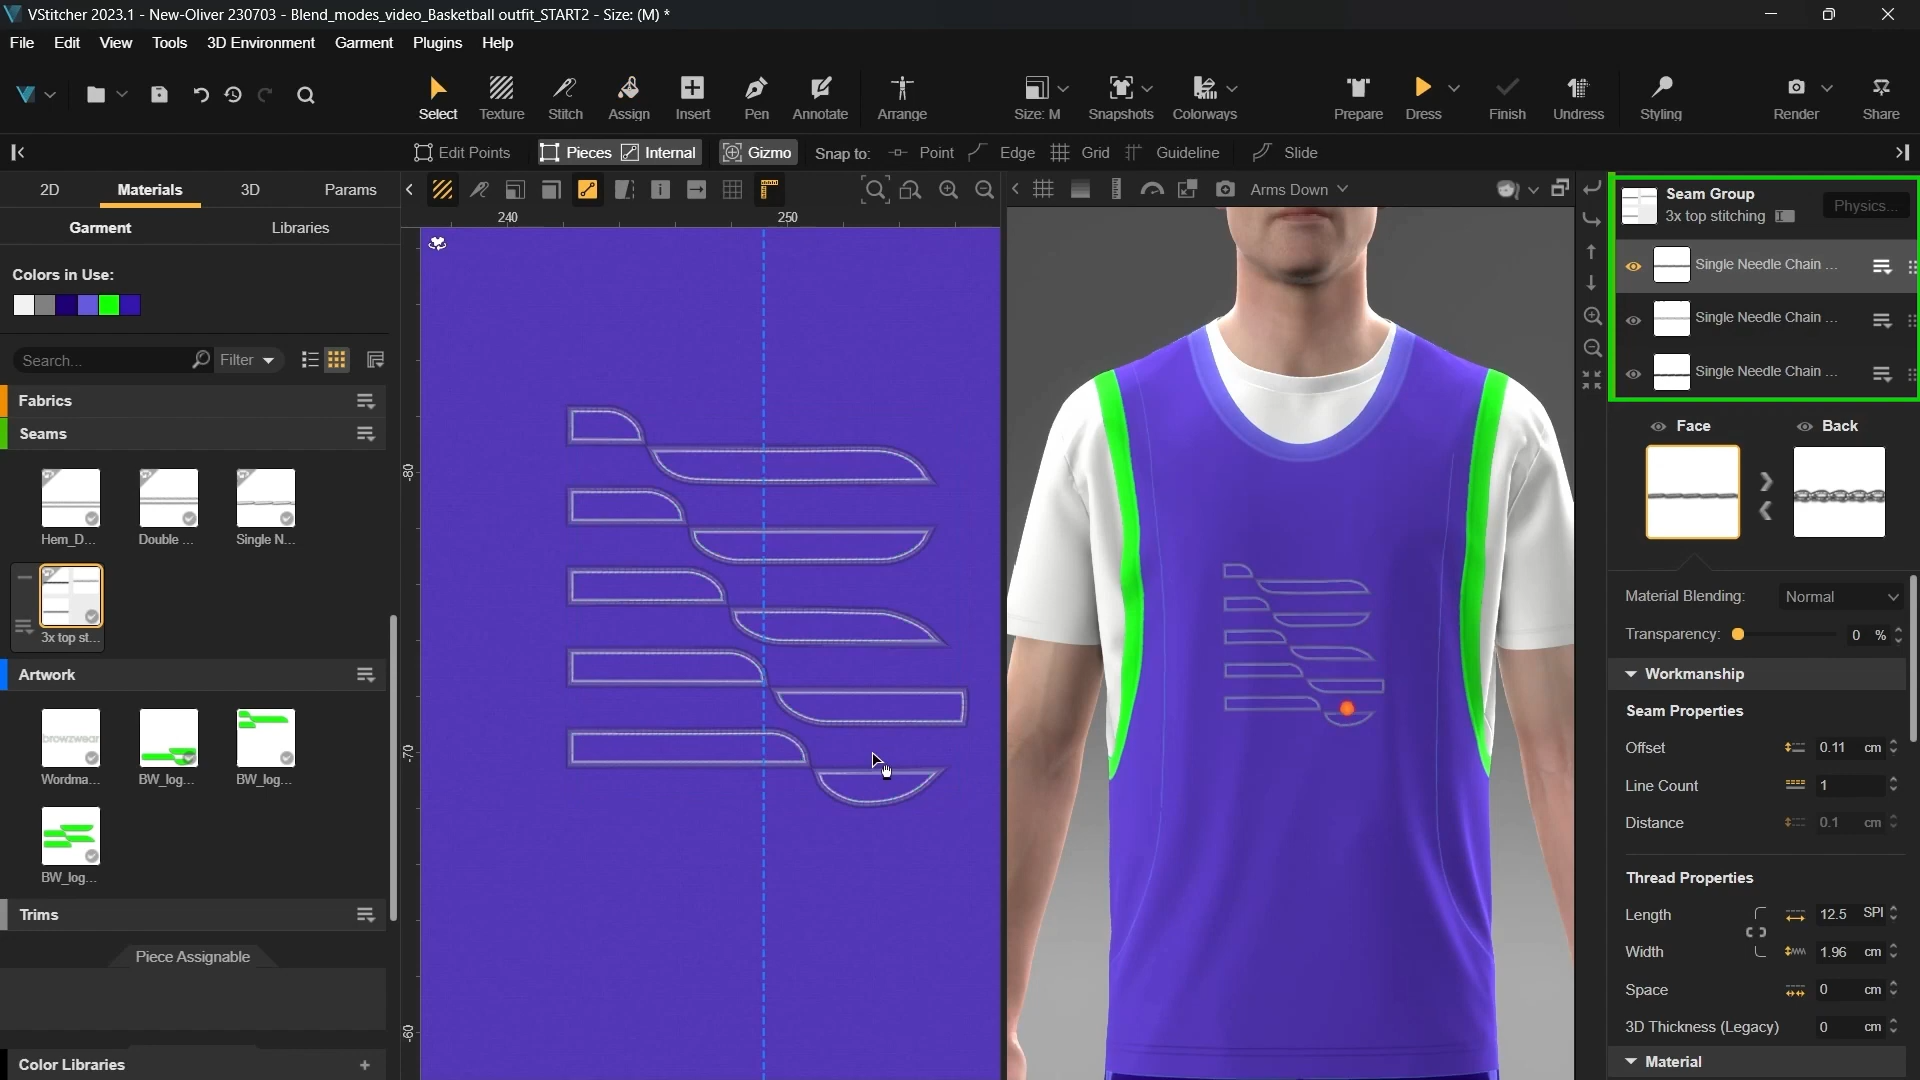 VStitcher 2023.1 - New-Oliver 230703 - Blend_modes_video_Basketball outfit_START2 - Size: (M) *
File Edit View Tools 3D Environment Garment Plugins Help
Select Texture Stitch Assign Insert Pen Annotate Arrange Size: M Snapshots Colorways Prepare Dress Finish Undress Styling Render Share
Edit Points Pieces Internal Gizmo Snap to: Point Edge Grid Guideline Slide
2D Materials 3D Params
Arms Down
Garment Libraries
240 250
Colors in Use:
Search... Filter
Fabrics
Seams
Hem_D... Double ... Single N...
3x top st...
Artwork
browzwear
Wordma... BW_log... BW_log...
BW_log...
Trims
Piece Assignable
Color Libraries +
-80
-70
-60
Seam Group
3x top stitching
Physics...
Single Needle Chain ...
Single Needle Chain ...
Single Needle Chain ...
Face Back
Material Blending: Normal
Transparency: 0 %
Workmanship
Seam Properties
Offset 0.11 cm
Line Count 1
Distance 0.1 cm
Thread Properties
Length 12.5 SPI
Width 1.96 cm
Space 0 cm
3D Thickness (Legacy) 0 cm
Material